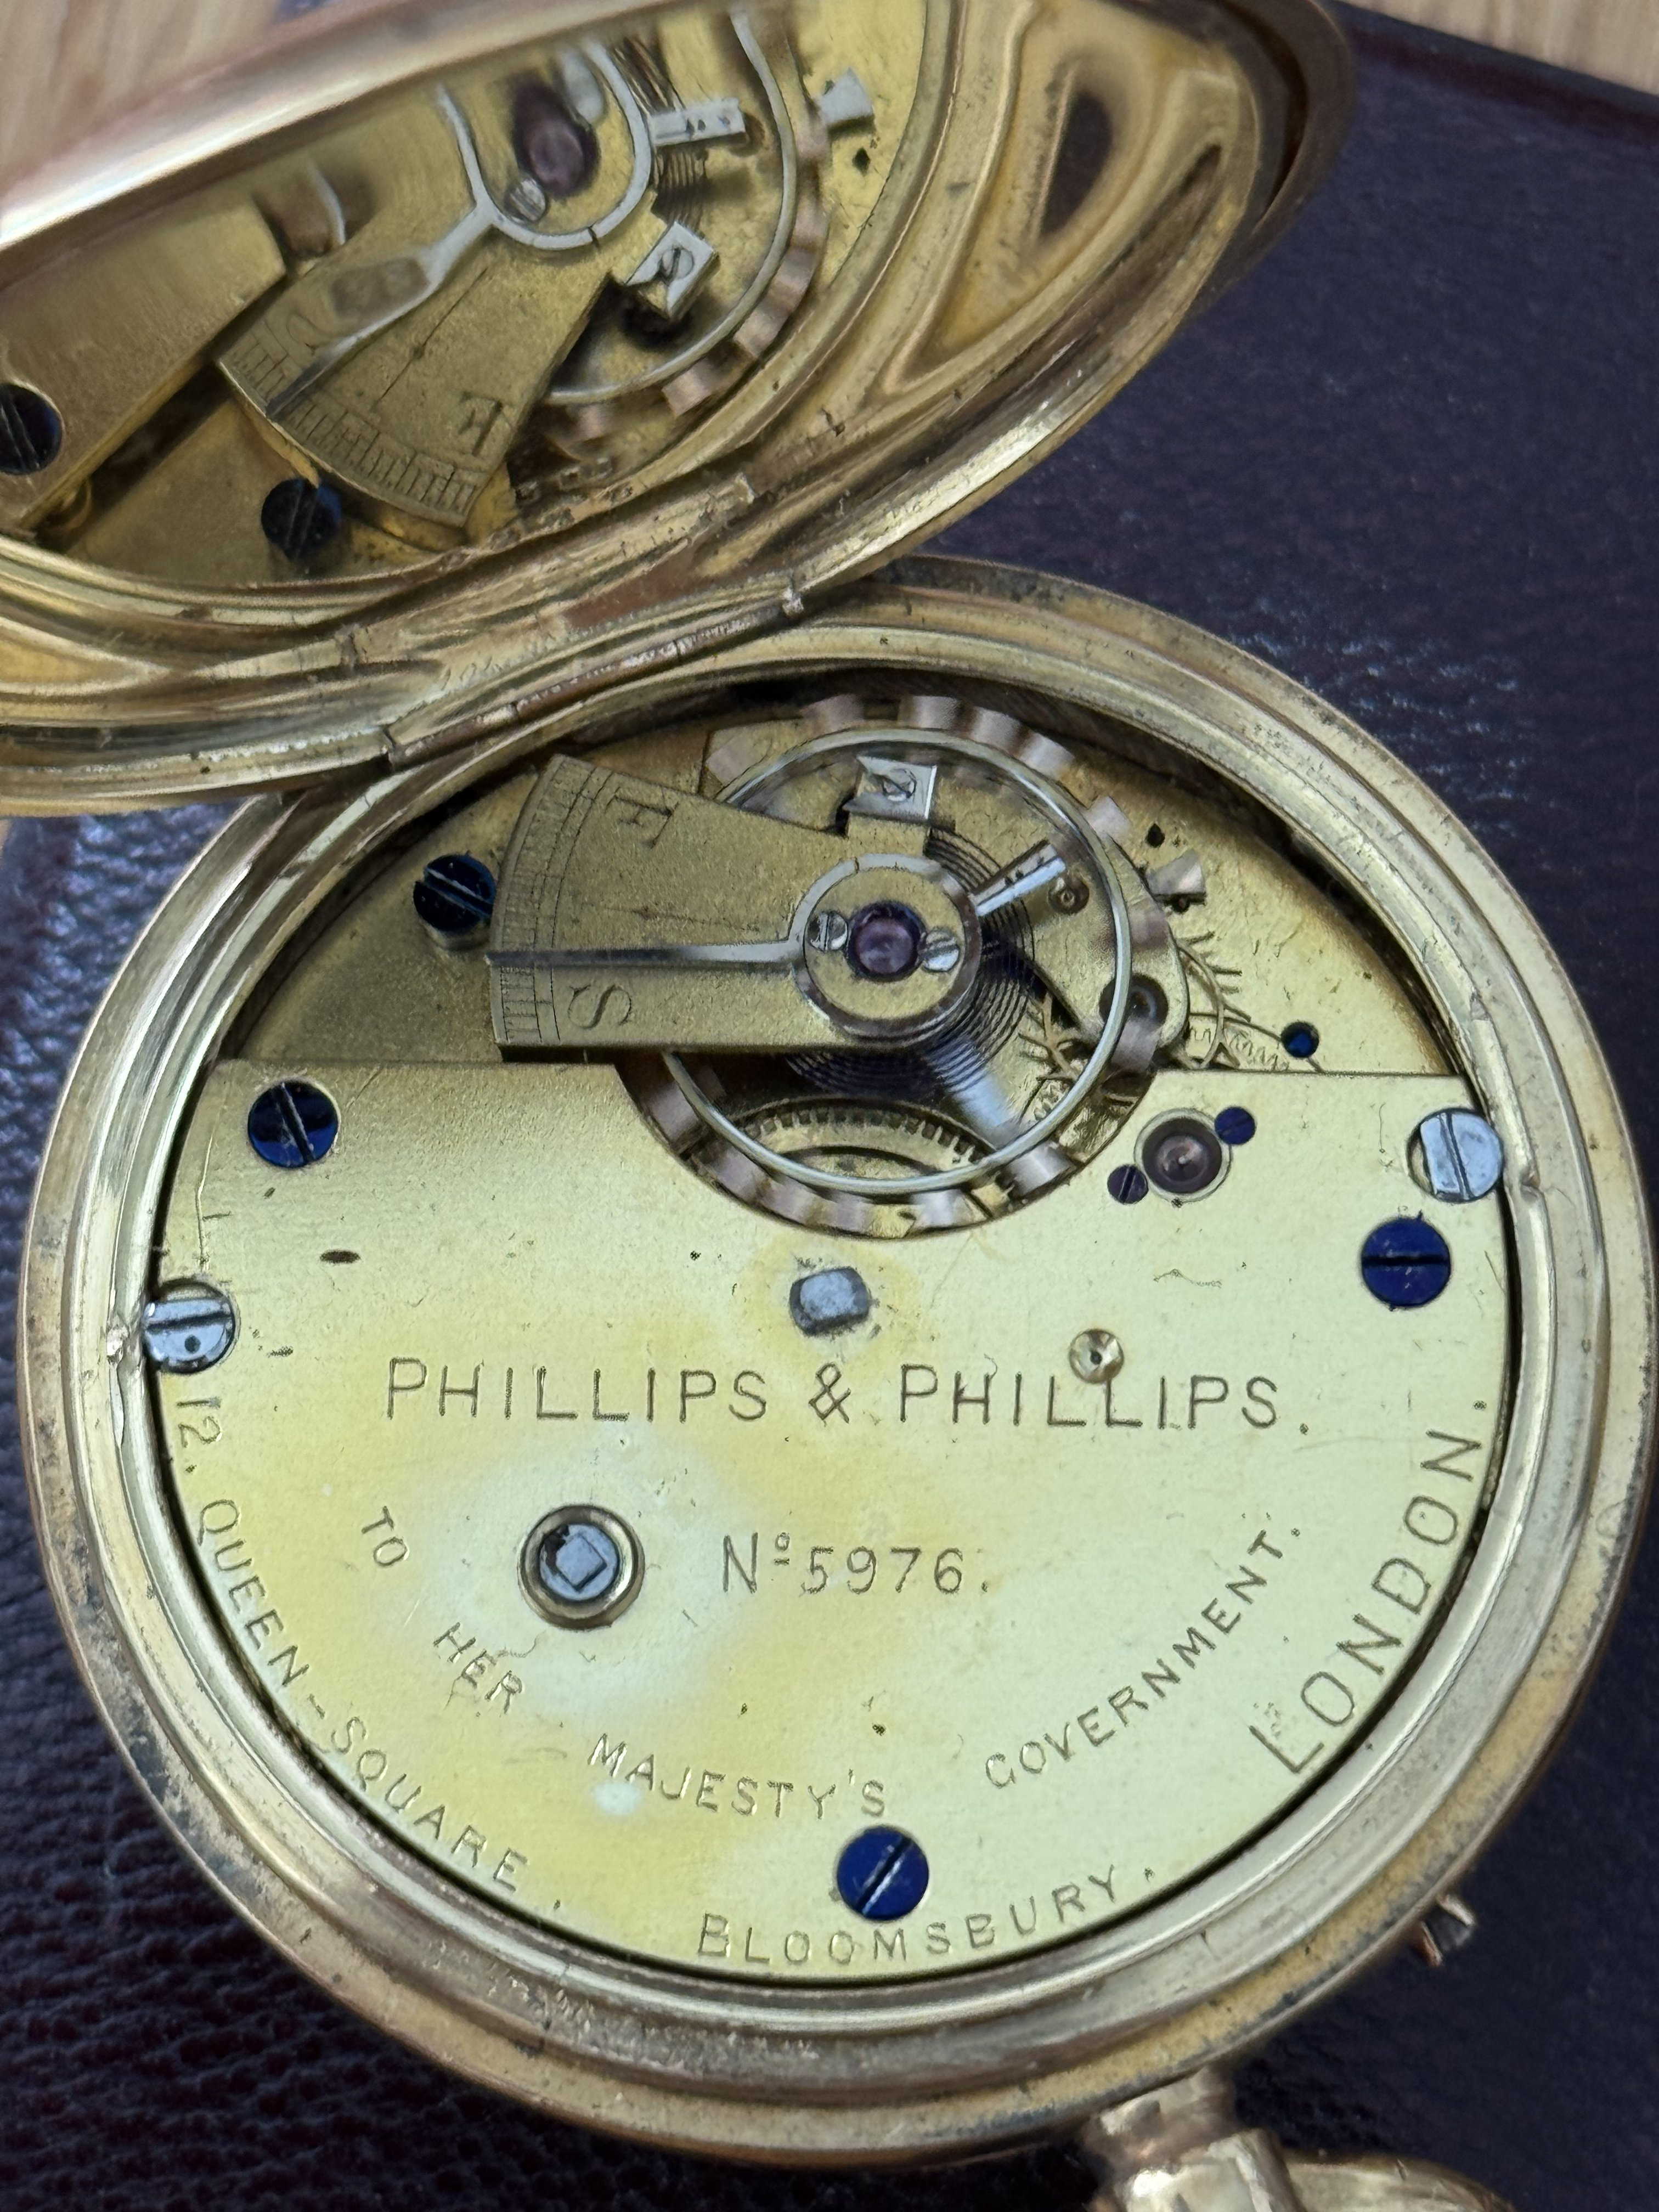 F
S
PHILLIPS & PHILLIPS.
Nº 5976.
TO HER MAJESTY'S GOVERNMENT.
12, QUEEN-SQUARE.
BLOOMSBURY.
LONDON.